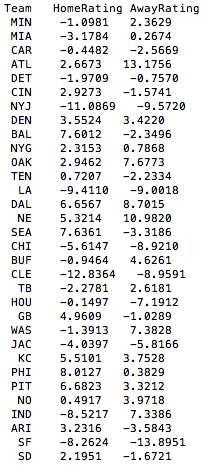 Team HomeRating AwayRating
MIN -1.0981 2.3629
MIA -3.1784 0.2674
CAR -0.4482 -2.5669
ATL 2.6673 13.1756
DET -1.9709 -0.7570
CIN 2.9273 -1.5741
NYJ -11.0869 -9.5720
DEN 3.5524 3.4220
BAL 7.6012 -2.3496
NYG 2.3153 0.7868
OAK 2.9462 7.6773
TEN 0.7207 -2.2334
LA -9.4110 -9.0018
DAL 6.6567 8.7015
NE 5.3214 10.9820
SEA 7.6361 -3.3186
CHI -5.6147 -8.9210
BUF -0.9464 4.6261
CLE -12.8364 -8.9591
TB -2.2781 2.6181
HOU -0.1497 -7.1912
GB 4.9609 -1.0289
WAS -1.3913 7.3828
JAC -4.0397 -5.8166
KC 5.5101 3.7528
PHI 8.0127 0.3829
PIT 6.6823 3.3212
NO 0.4917 3.9718
IND -8.5217 7.3386
ARI 3.2316 -3.5843
SF -8.2624 -13.8951
SD 2.1951 -1.6721